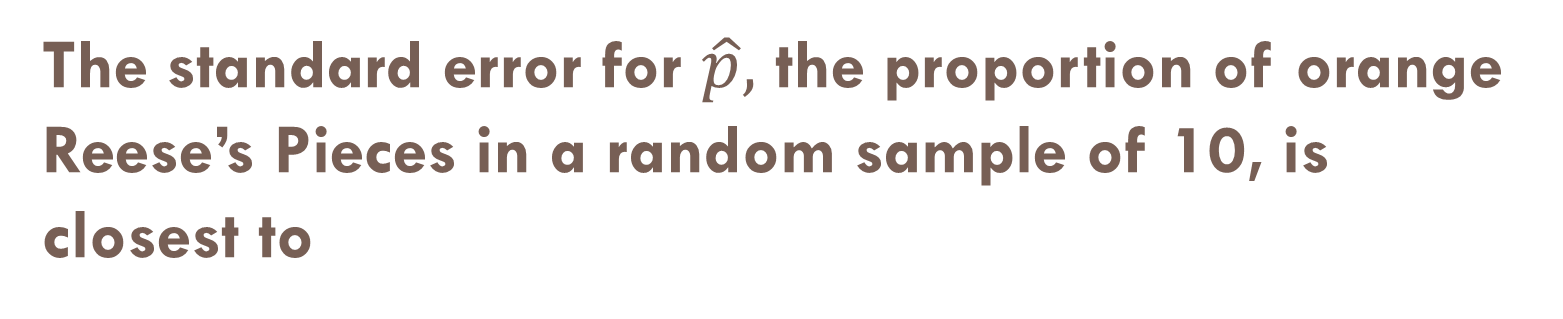 The standard error for p̂, the proportion of orange
Reese’s Pieces in a random sample of 10, is
closest to